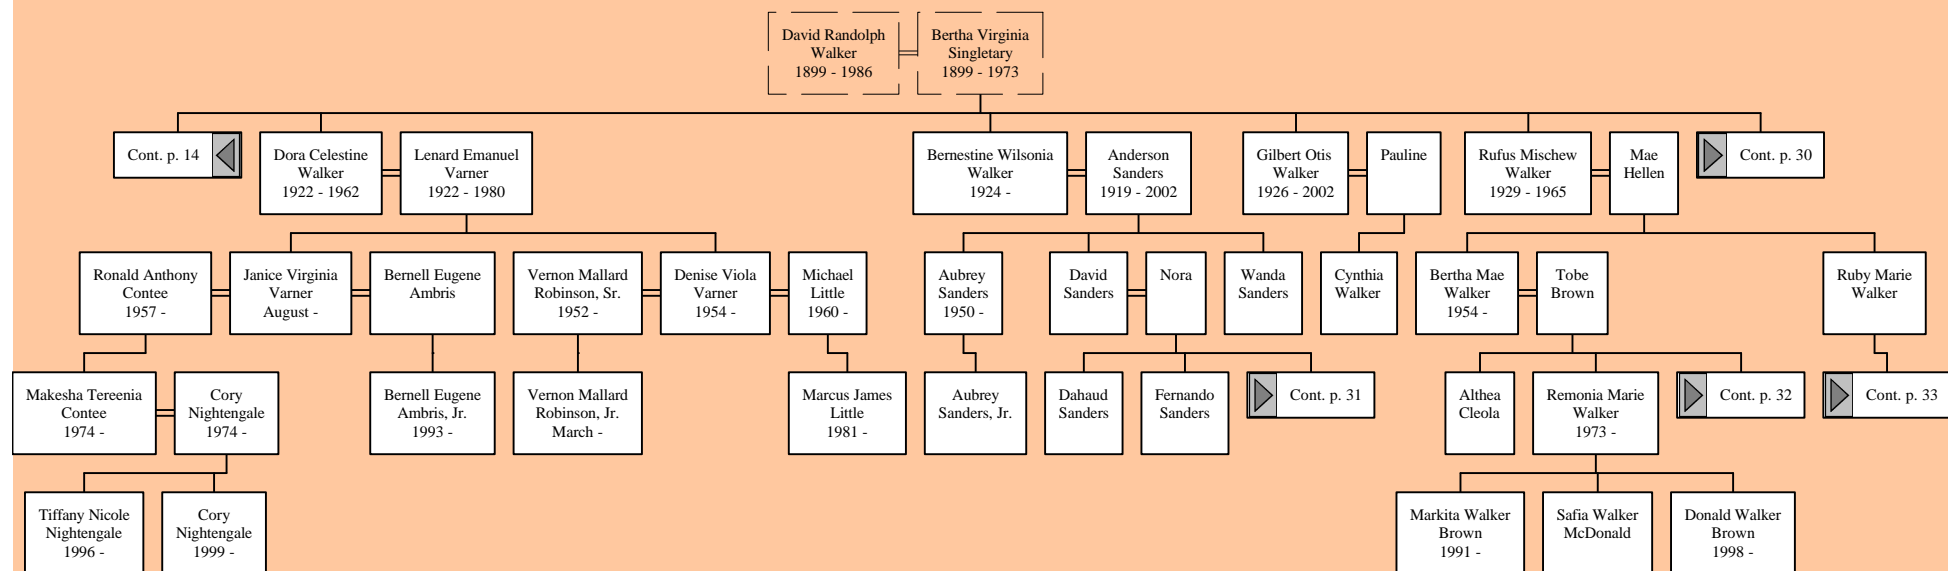 David Randolph
Walker
1899 - 1986
Bertha Virginia
Singletary
1899 - 1973
Cont. p. 14
Dora Celestine
Walker
1922 - 1962
Lenard Emanuel
Varner
1922 - 1980
Bernestine Wilsonia
Walker
1924 -
Anderson
Sanders
1919 - 2002
Gilbert Otis
Walker
1926 - 2002
Pauline
Rufus Mischew
Walker
1929 - 1965
Mae
Hellen
Cont. p. 30
Ronald Anthony
Contee
1957 -
Janice Virginia
Varner
August -
Bernell Eugene
Ambris
Vernon Mallard
Robinson, Sr.
1952 -
Denise Viola
Varner
1954 -
Michael
Little
1960 -
Aubrey
Sanders
1950 -
David
Sanders
Nora
Wanda
Sanders
Cynthia
Walker
Bertha Mae
Walker
1954 -
Tobe
Brown
Ruby Marie
Walker
Makesha Tereenia
Contee
1974 -
Cory
Nightengale
1974 -
Bernell Eugene
Ambris, Jr.
1993 -
Vernon Mallard
Robinson, Jr.
March -
Marcus James
Little
1981 -
Aubrey
Sanders, Jr.
Dahaud
Sanders
Fernando
Sanders
Cont. p. 31
Althea
Cleola
Remonia Marie
Walker
1973 -
Cont. p. 32
Cont. p. 33
Tiffany Nicole
Nightengale
1996 -
Cory
Nightengale
1999 -
Markita Walker
Brown
1991 -
Safia Walker
McDonald
Donald Walker
Brown
1998 -